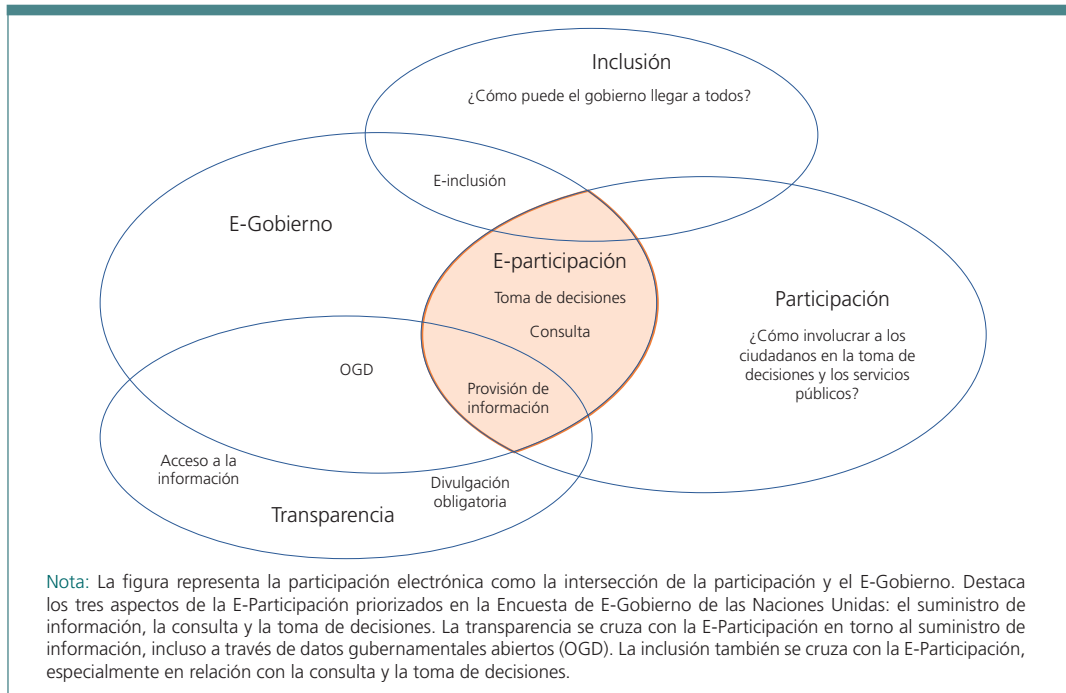 Inclusión
¿Cómo puede el gobierno llegar a todos?
E-inclusión
E-Gobierno
E-participación
Toma de decisiones
Consulta
Participación
¿Cómo involucrar a los
ciudadanos en la toma de
decisiones y los servicios
públicos?
OGD
Provisión de
información
Acceso a la
información
Divulgación
obligatoria
Transparencia
Nota: La figura representa la participación electrónica como la intersección de la participación y el E-Gobierno. Destaca
los tres aspectos de la E-Participación priorizados en la Encuesta de E-Gobierno de las Naciones Unidas: el suministro de
información, la consulta y la toma de decisiones. La transparencia se cruza con la E-Participación en torno al suministro de
información, incluso a través de datos gubernamentales abiertos (OGD). La inclusión también se cruza con la E-Participación,
especialmente en relación con la consulta y la toma de decisiones.